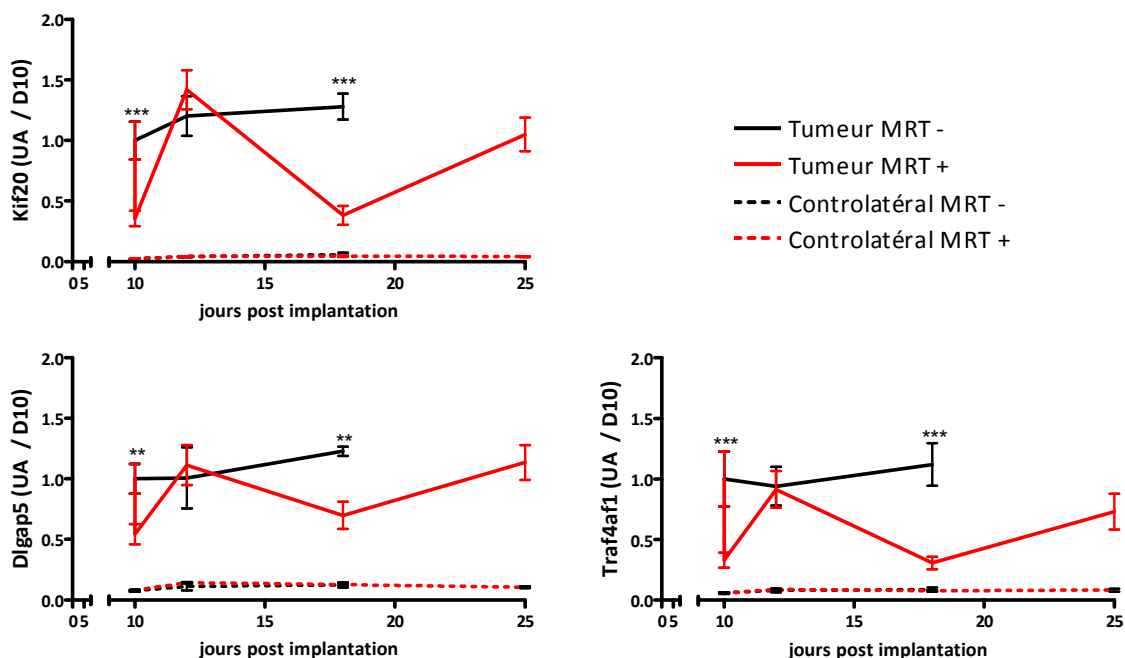 Kif20 (UA / D10)
2.0
1.5
1.0
0.5
0.0
***
***
0 5 10 15 20 25
jours post implantation
Tumeur MRT -
Tumeur MRT +
Controlatéral MRT -
Controlatéral MRT +
Dlgap5 (UA / D10)
2.0
1.5
1.0
0.5
0.0
**
**
0 5 10 15 20 25
jours post implantation
Traf4af1 (UA / D10)
2.0
1.5
1.0
0.5
0.0
***
***
0 5 10 15 20 25
jours post implantation